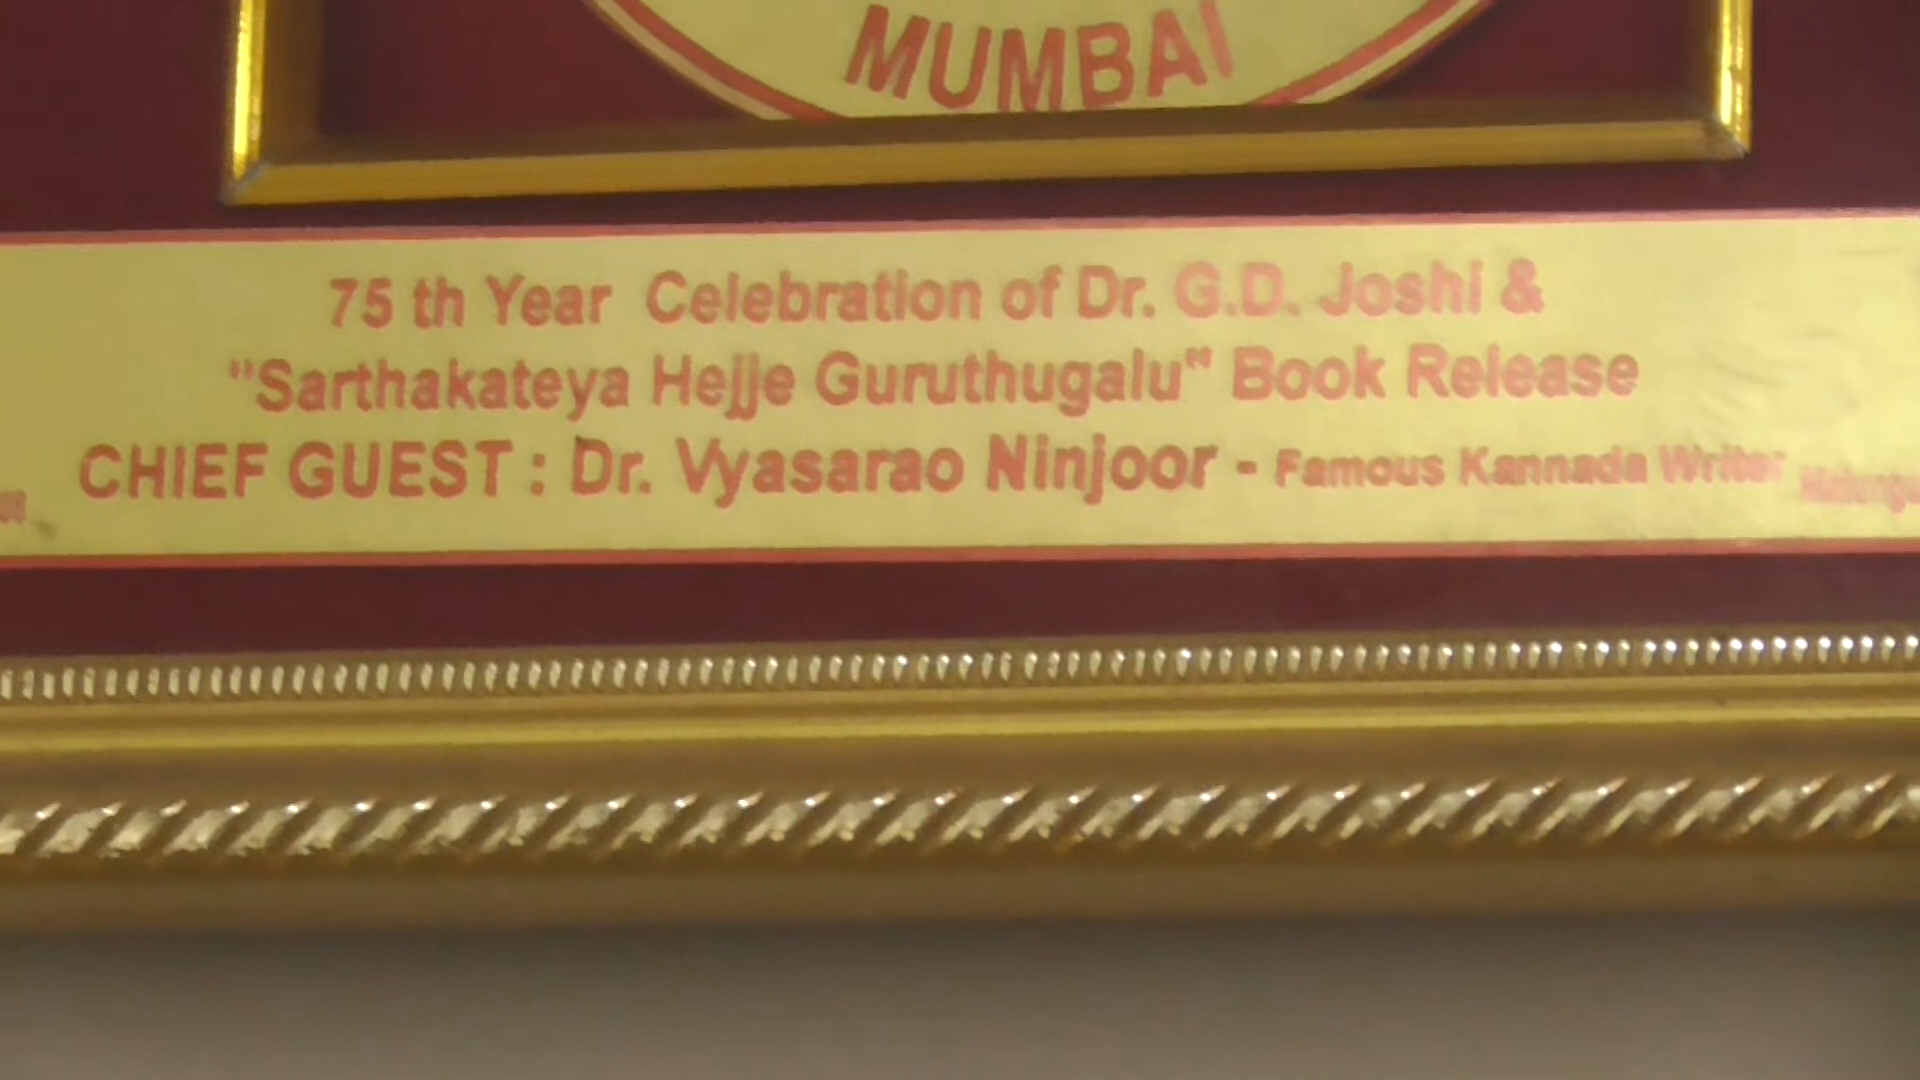 MUMBAI
75 th Year Celebration of Dr. G.D. Joshi &
"Sarthakateya Hejje Guruthugalu" Book Release
CHIEF GUEST : Dr. Vyasarao Ninjoor - Famous Kannada Writer